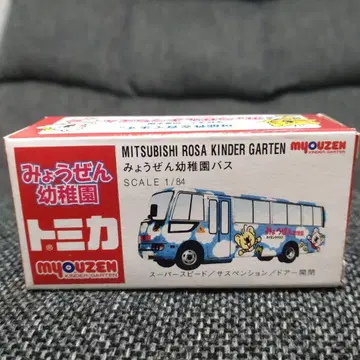 みょうぜん
幼稚園
トミカ
myouzen
KINDER GARTEN
MITSUBISHI ROSA KINDER GARTEN
myouzen
KINDER GARTEN
みょうぜん幼稚園バス
SCALE 1/84
スーパースピード/サスペンション/ドアー開閉